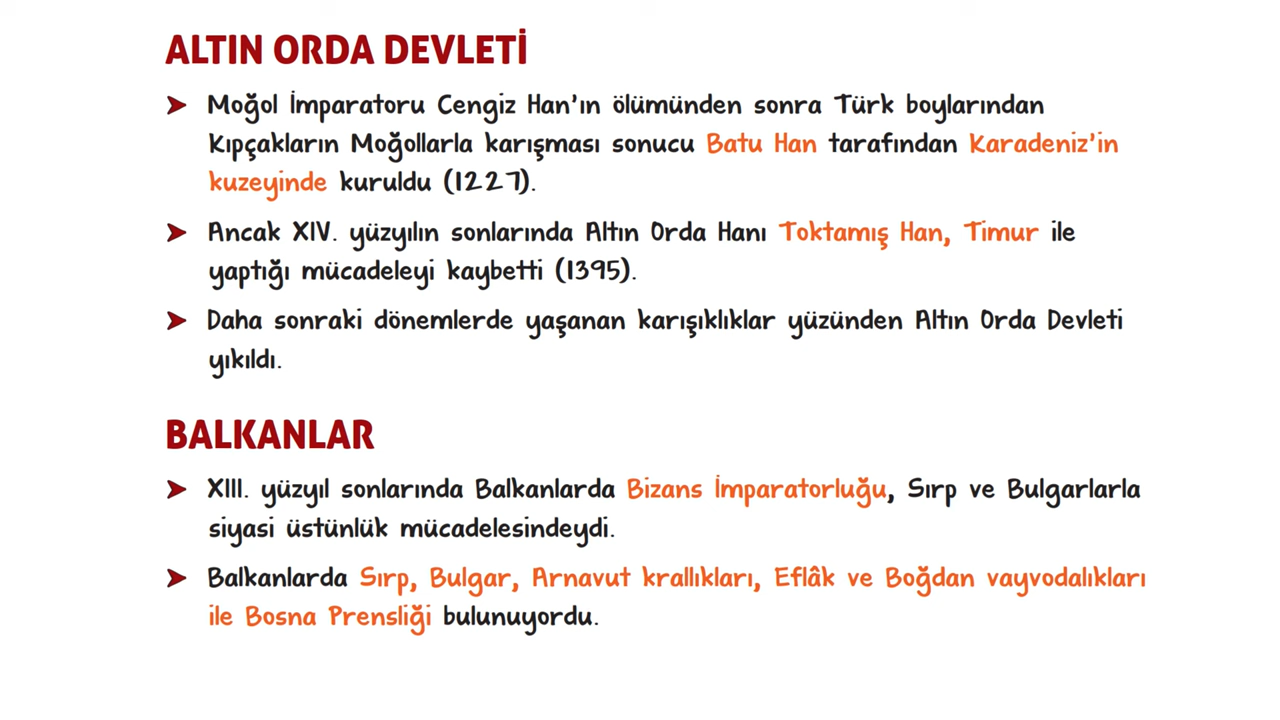 ALTIN ORDA DEVLETİ
➤ Moğol İmparatoru Cengiz Han'ın ölümünden sonra Türk boylarından
Kıpçakların Moğollarla karışması sonucu Batu Han tarafından Karadeniz'in
kuzeyinde kuruldu (1227).
➤ Ancak XIV. yüzyılın sonlarında Altın Orda Hanı Toktamış Han, Timur ile
yaptığı mücadeleyi kaybetti (1395).
➤ Daha sonraki dönemlerde yaşanan karışıklıklar yüzünden Altın Orda Devleti
yıkıldı.
BALKANLAR
➤ XIII. yüzyıl sonlarında Balkanlarda Bizans İmparatorluğu, Sırp ve Bulgarlarla
siyasi üstünlük mücadelesindeydi.
➤ Balkanlarda Sırp, Bulgar, Arnavut krallıkları, Eflâk ve Boğdan vayvodalıkları
ile Bosna Prensliği bulunuyordu.